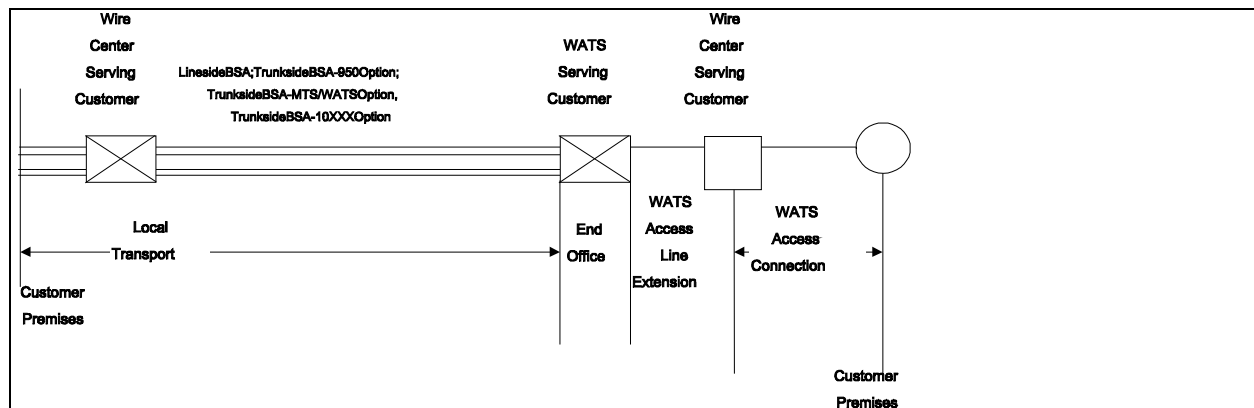 Wire
Center
Serving
Customer
LinesideBSA;TrunksideBSA-950Option;
TrunksideBSA-MTS/WATSOption,
TrunksideBSA-10XXXOption
WATS
Serving
Customer
Wire
Center
Serving
Customer
Local
Transport
End
Office
WATS
Access
Line
Extension
WATS
Access
Connection
Customer
Premises
Customer
Premises